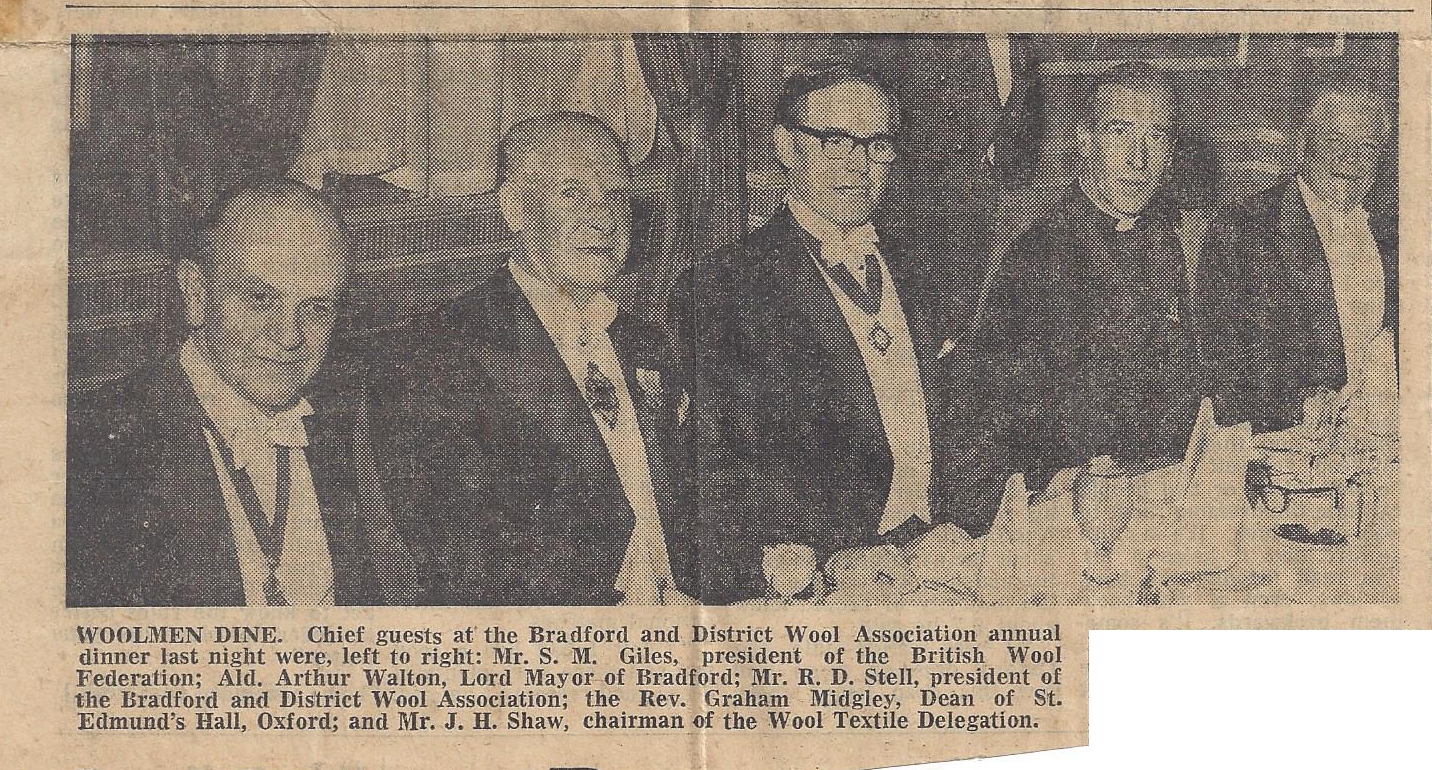 WOOLMEN DINE. Chief guests at the Bradford and District Wool Association annual
dinner last night were, left to right: Mr. S. M. Giles, president of the British Wool
Federation; Ald. Arthur Walton, Lord Mayor of Bradford; Mr. R. D. Stell, president of
the Bradford and District Wool Association; the Rev. Graham Midgley, Dean of St.
Edmund's Hall, Oxford; and Mr. J. H. Shaw, chairman of the Wool Textile Delegation.